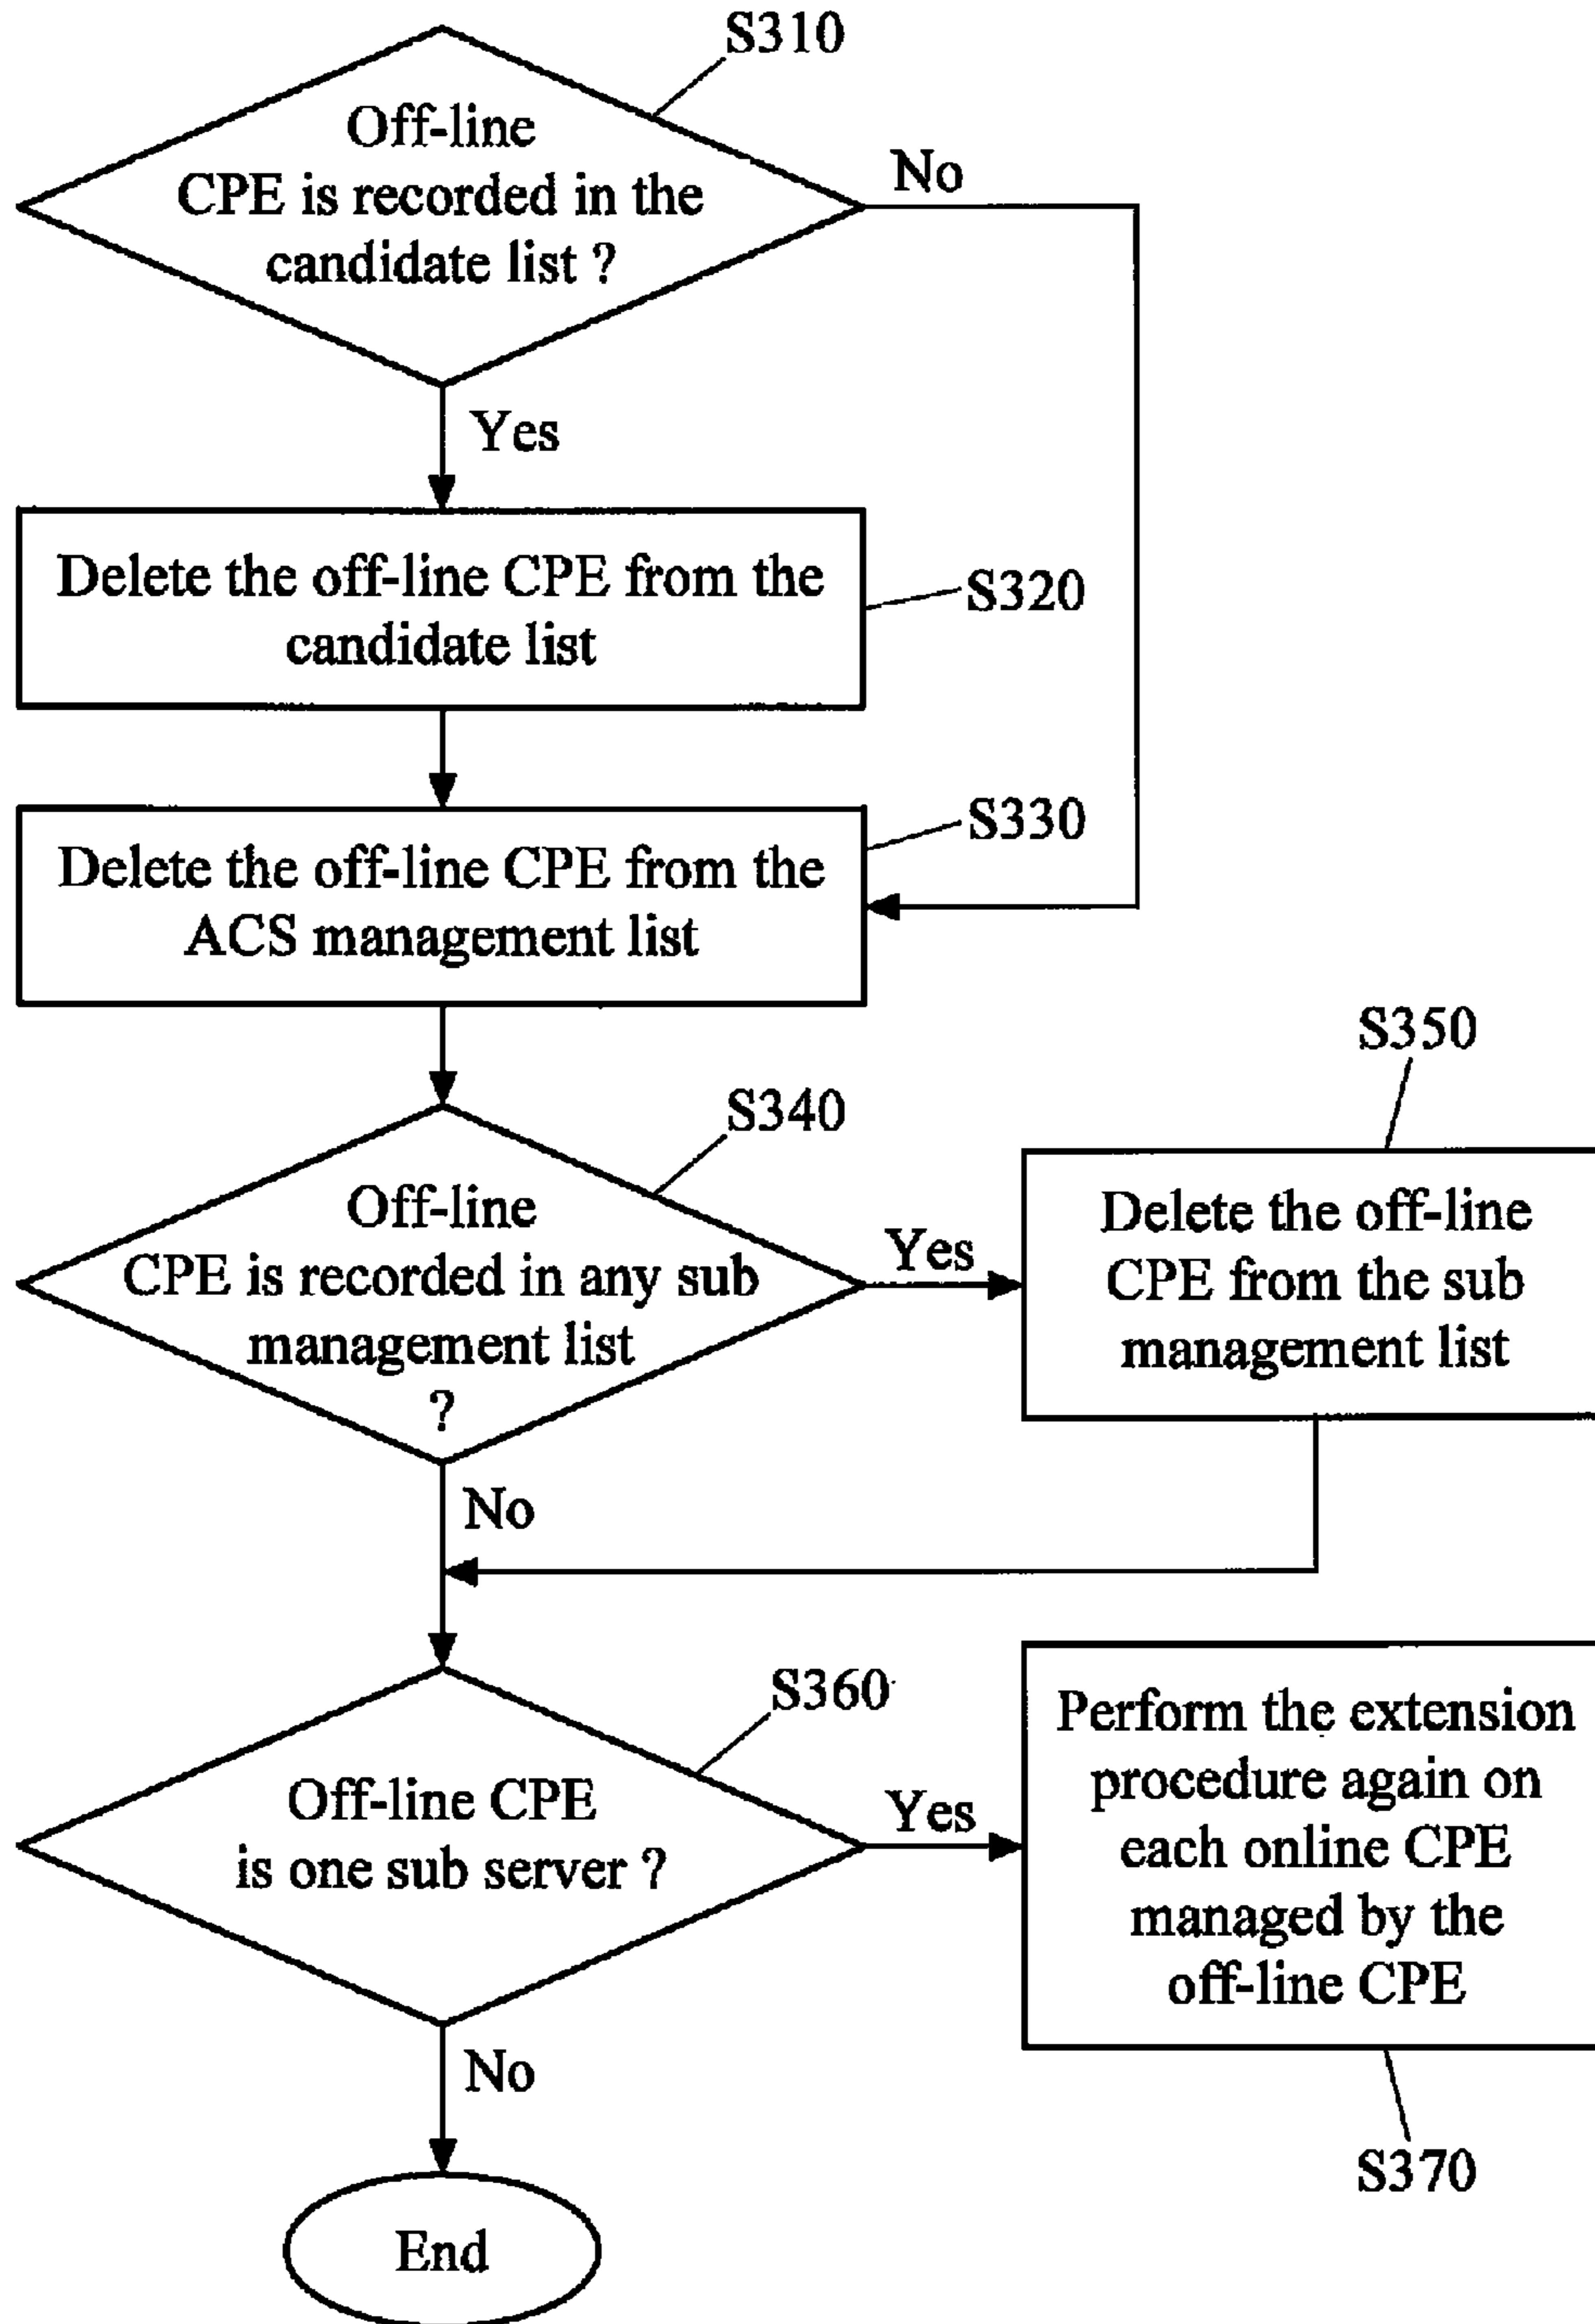 S310
Off-line
CPE is recorded in the
candidate list ?
No
Yes
Delete the off-line CPE from the
candidate list
S320
Delete the off-line CPE from the
ACS management list
S330
S340
Off-line
CPE is recorded in any sub
management list
?
Yes
No
S350
Delete the off-line
CPE from the sub
management list
S360
Off-line CPE
is one sub server ?
Yes
No
Perform the extension
procedure again on
each online CPE
managed by the
off-line CPE
S370
End